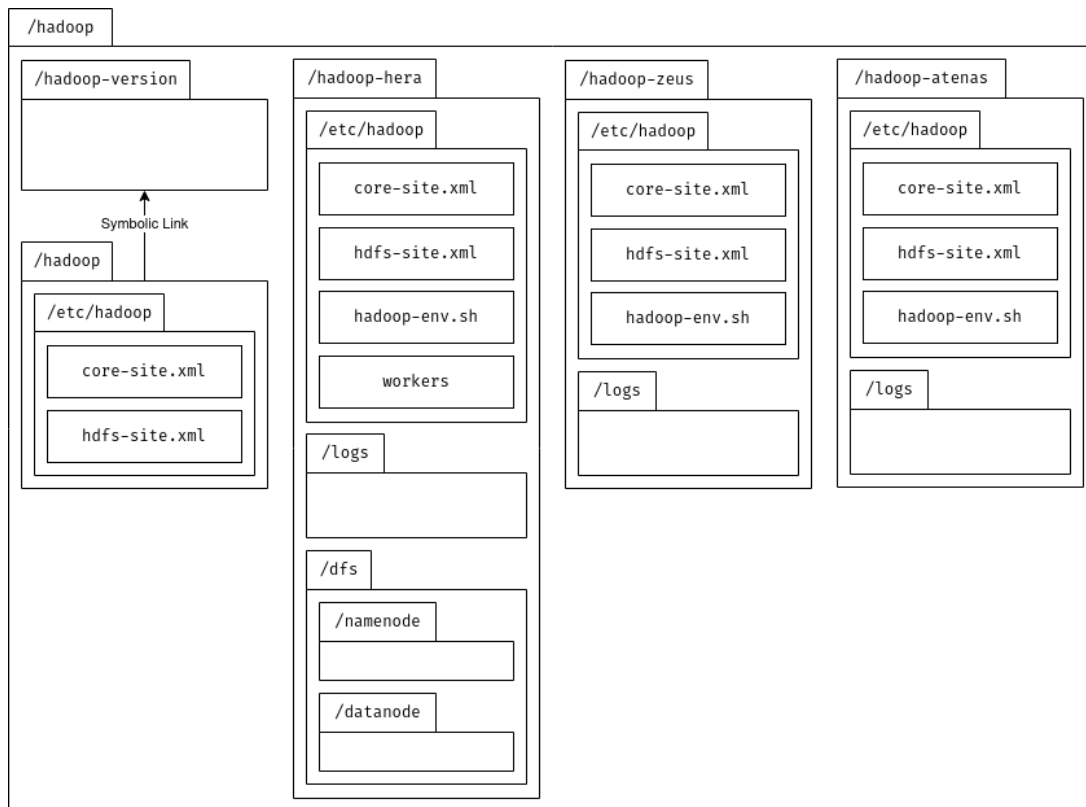 /hadoop
/hadoop-version
Symbolic Link
/hadoop
/etc/hadoop
core-site.xml
hdfs-site.xml
/hadoop-hera
/etc/hadoop
core-site.xml
hdfs-site.xml
hadoop-env.sh
workers
/logs
/dfs
/namenode
/datanode
/hadoop-zeus
/etc/hadoop
core-site.xml
hdfs-site.xml
hadoop-env.sh
/logs
/hadoop-atenas
/etc/hadoop
core-site.xml
hdfs-site.xml
hadoop-env.sh
/logs